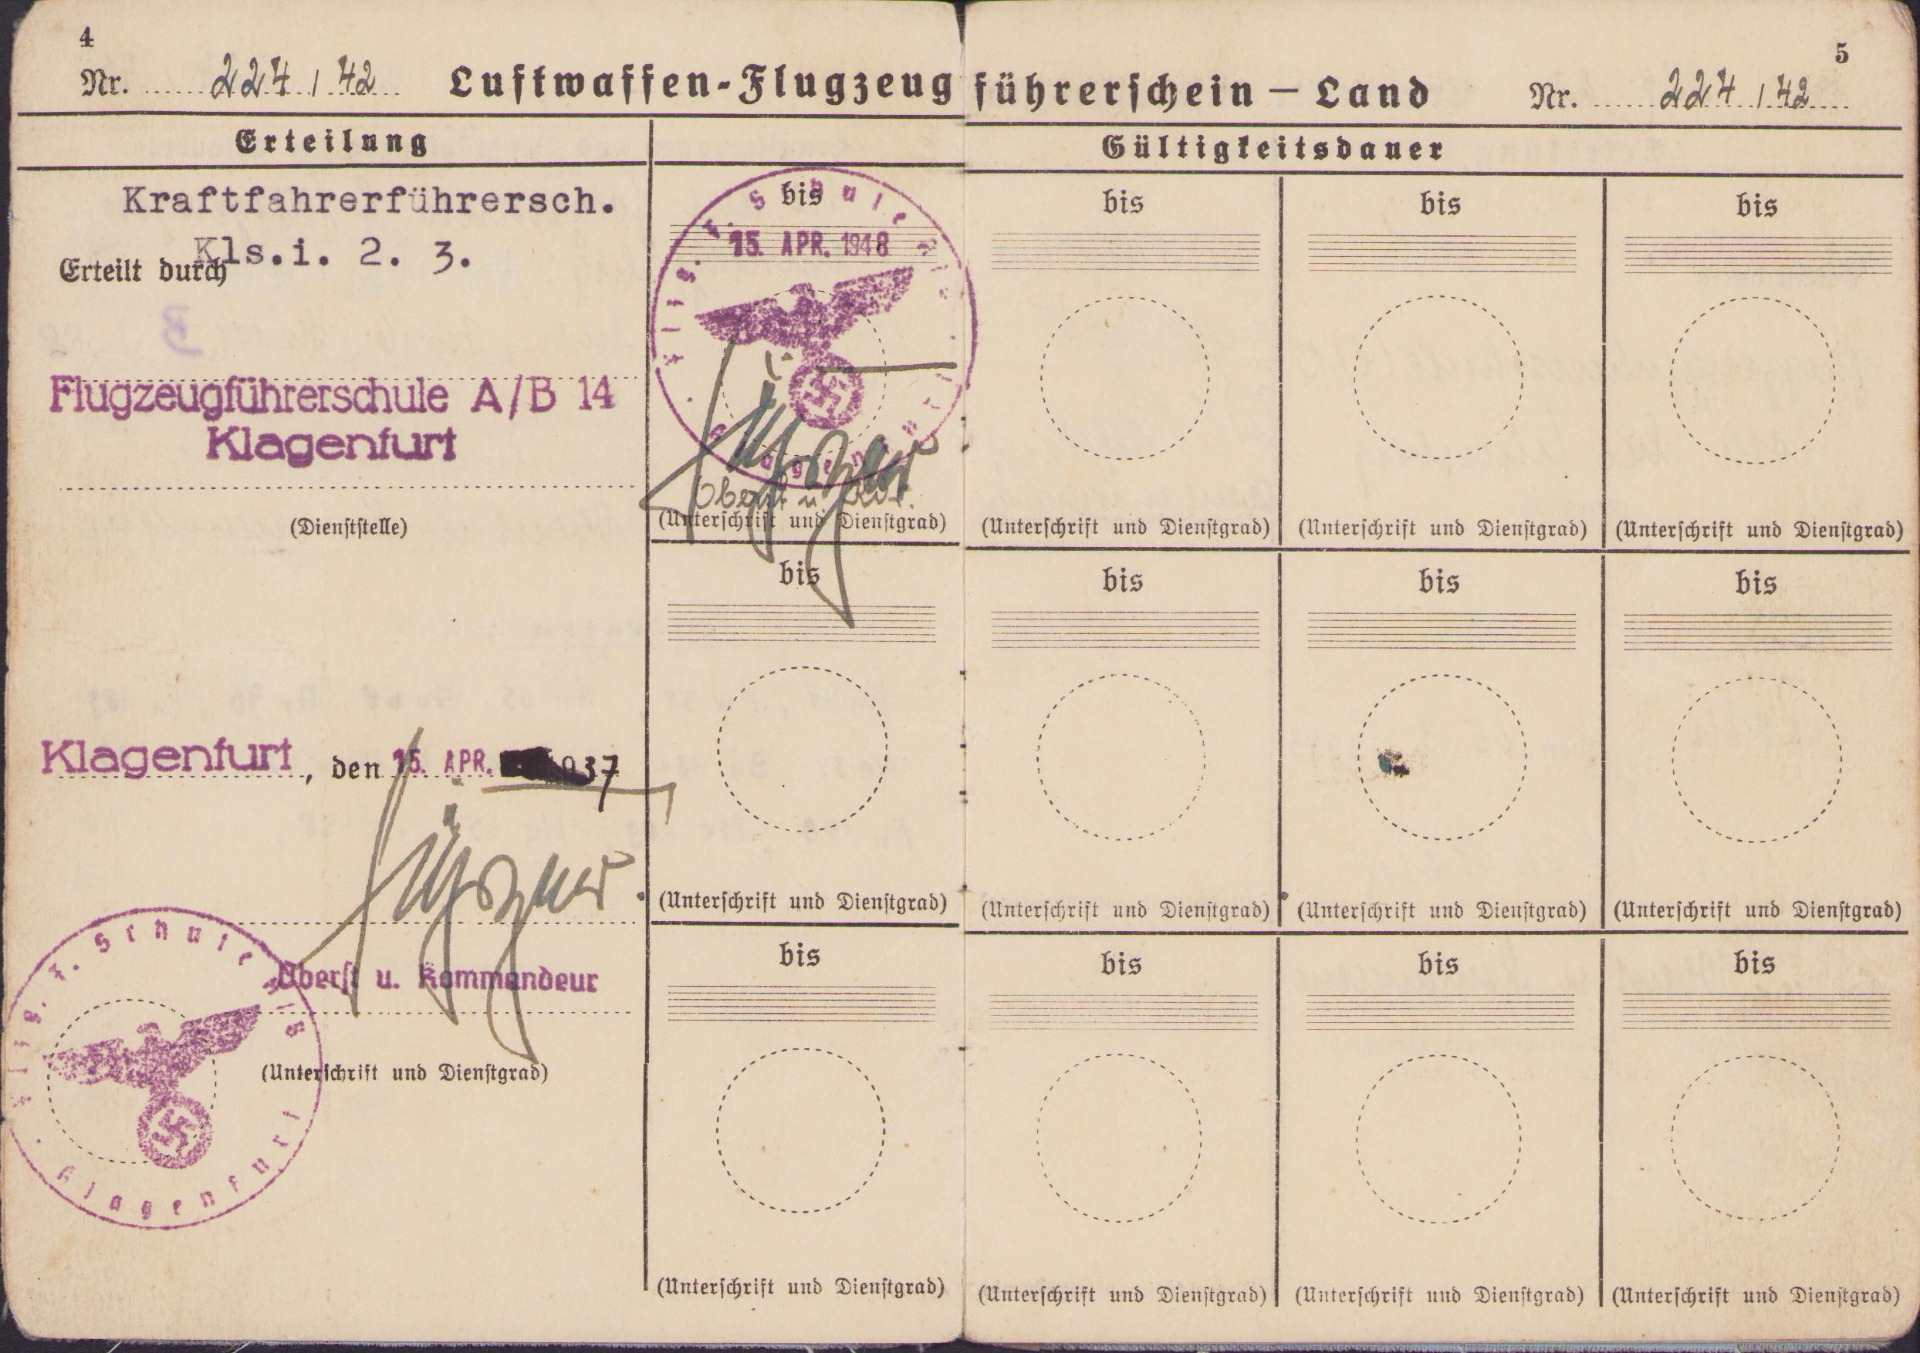 4
Nr. 224 / 42 Luftwaffen-Flugzeug
Erteilung
Kraftfahrerführersch.
Kls.i. 2. 3.
Erteilt durch
B
Flugzeugführerschule A/B 14
Klagenfurt
(Dienststelle)
Klagenfurt, den 15. APR. 1937
Oberst u. Kommandeur
(Unterschrift und Dienstgrad)
Klagenfurt
bis
15. APR. 1948
Oberst u. Kdr.
(Unterschrift und Dienstgrad)
bis
(Unterschrift und Dienstgrad)
bis
(Unterschrift und Dienstgrad)
5
führerschein – Land Nr. 224 / 42
Gültigkeitsdauer
bis bis bis
(Unterschrift und Dienstgrad) (Unterschrift und Dienstgrad) (Unterschrift und Dienstgrad)
bis bis bis
(Unterschrift und Dienstgrad) (Unterschrift und Dienstgrad) (Unterschrift und Dienstgrad)
bis bis bis
(Unterschrift und Dienstgrad) (Unterschrift und Dienstgrad) (Unterschrift und Dienstgrad)